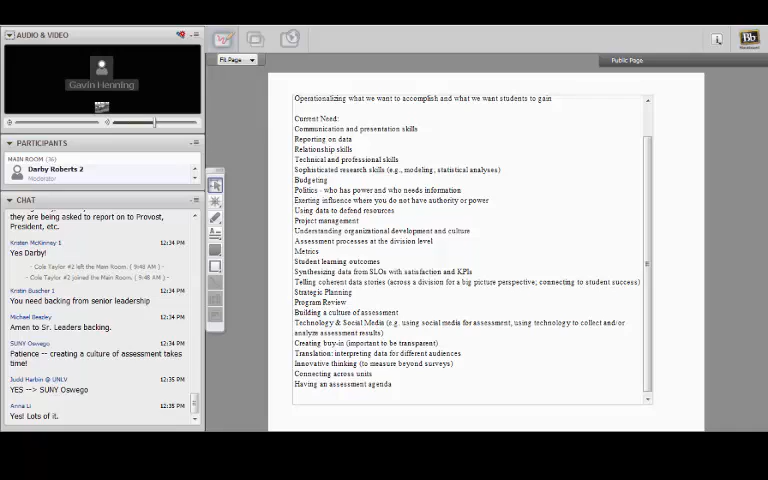 AUDIO & VIDEO
Gavin Henning
PARTICIPANTS
MAIN ROOM (36)
Darby Roberts 2
Moderator
CHAT
they are being asked to report on to Provost,
President, etc.
Kristen McKinney 1 12:34 PM
Yes Darby!
- Cole Taylor #2 left the Main Room. ( 9:48 AM ) -
- Cole Taylor #2 joined the Main Room. ( 9:48 AM ) -
Kristin Buscher 1 12:34 PM
You need backing from senior leadership
Michael Beazley 12:34 PM
Amen to Sr. Leaders backing.
SUNY Oswego 12:34 PM
Patience -- creating a culture of assessment takes
time!
Judd Harbin @ UNLV 12:35 PM
YES --> SUNY Oswego
Anna Li 12:35 PM
Yes! Lots of it.
Fit Page
Public Page
Bb
Operationalizing what we want to accomplish and what we want students to gain
Current Need:
Communication and presentation skills
Reporting on data
Relationship skills
Technical and professional skills
Sophisticated research skills (e.g., modeling, statistical analyses)
Budgeting
Politics - who has power and who needs information
Exerting influence where you do not have authority or power
Using data to defend resources
Project management
Understanding organizational development and culture
Assessment processes at the division level
Metrics
Student learning outcomes
Synthesizing data from SLOs with satisfaction and KPIs
Telling coherent data stories (across a division for a big picture perspective; connecting to student success)
Strategic Planning
Program Review
Building a culture of assessment
Technology & Social Media (e.g. using social media for assessment, using technology to collect and/or
analyze assessment results)
Creating buy-in (important to be transparent)
Translation: interpreting data for different audiences
Innovative thinking (to measure beyond surveys)
Connecting across units
Having an assessment agenda